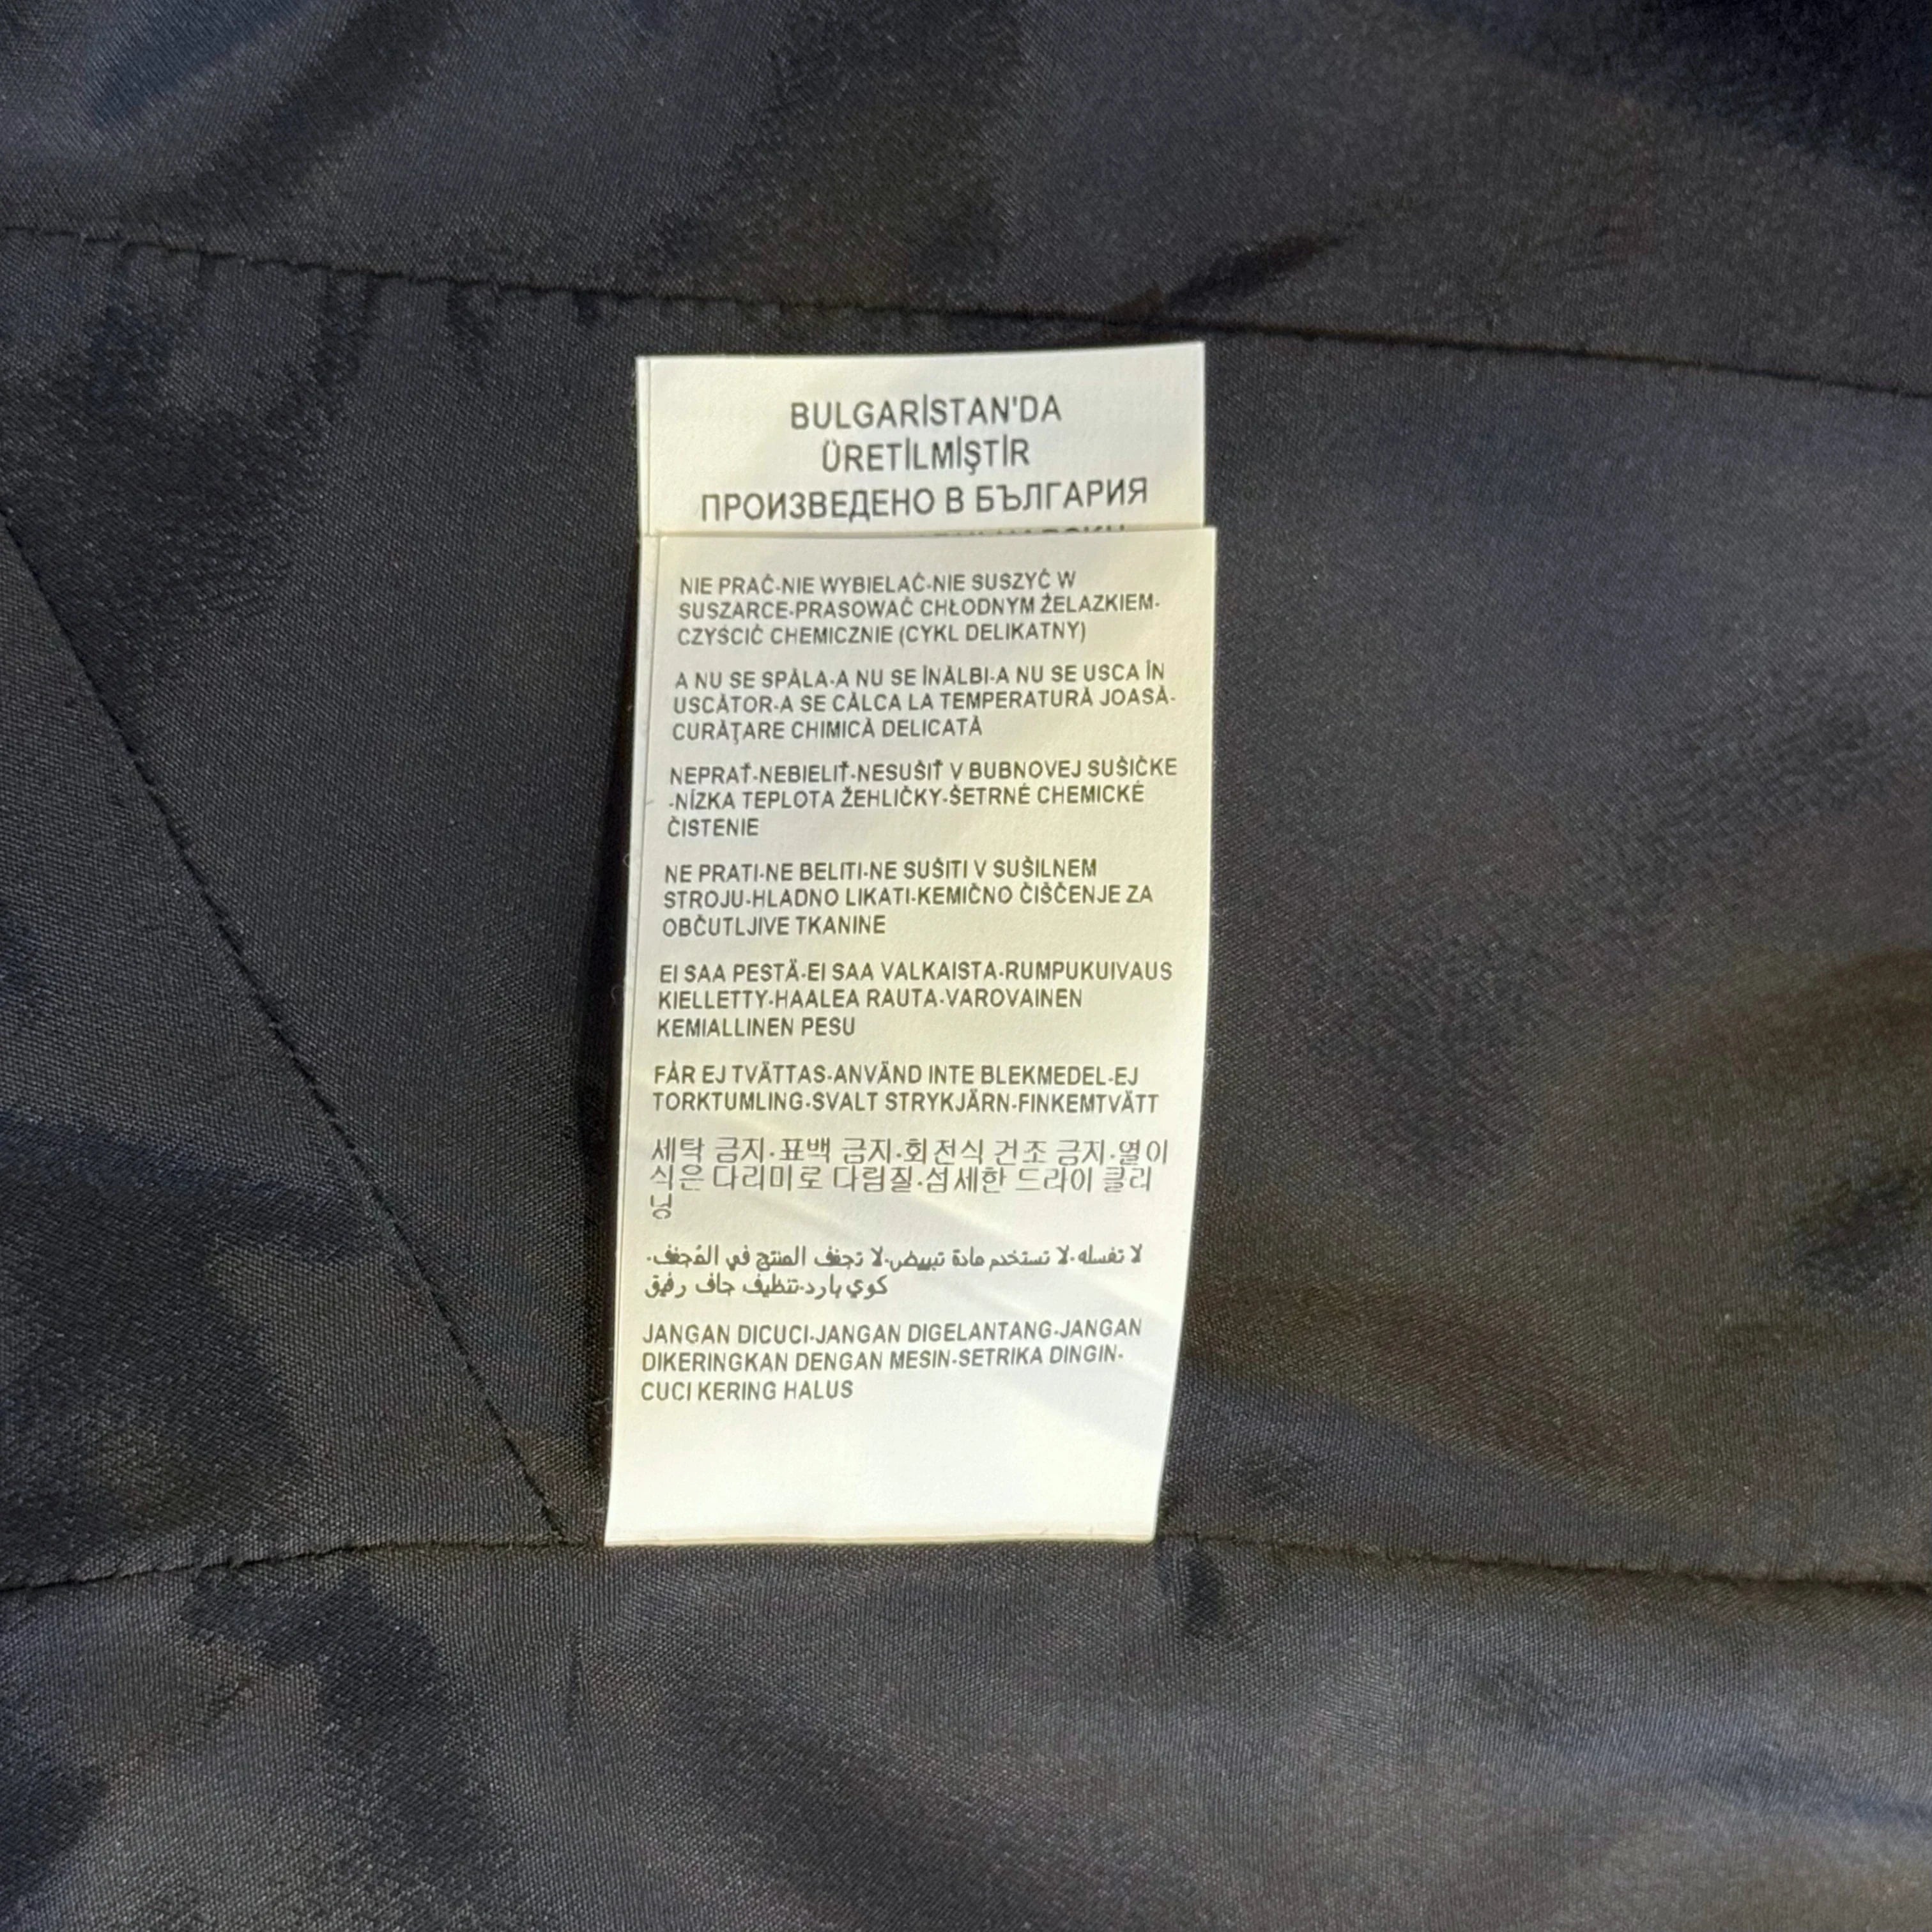 BULGARİSTAN'DA
ÜRETİLMİŞTİR
ПРОИЗВЕДЕНО В БЪЛГАРИЯ
NIE PRAĆ-NIE WYBIELAĆ-NIE SUSZYĆ W
SUSZARCE-PRASOWAĆ CHŁODNYM ŻELAZKIEM-
CZYŚCIĆ CHEMICZNIE (CYKL DELIKATNY)
A NU SE SPĂLA-A NU SE ÎNĂLBI-A NU SE USCA ÎN
USCĂTOR-A SE CĂLCA LA TEMPERATURĂ JOASĂ-
CURĂŢARE CHIMICĂ DELICATĂ
NEPRAŤ-NEBIELIŤ-NESUŠIŤ V BUBNOVEJ SUŠIČKE
-NÍZKA TEPLOTA ŽEHLIČKY-ŠETRNÉ CHEMICKÉ
ČISTENIE
NE PRATI-NE BELITI-NE SUŠITI V SUŠILNEM
STROJU-HLADNO LIKATI-KEMIČNO ČIŠČENJE ZA
OBČUTLJIVE TKANINE
EI SAA PESTÄ-EI SAA VALKAISTA-RUMPUKUIVAUS
KIELLETTY-HAALEA RAUTA-VAROVAINEN
KEMIALLINEN PESU
FÅR EJ TVÄTTAS-ANVÄND INTE BLEKMEDEL-EJ
TORKTUMLING-SVALT STRYKJÄRN-FINKEMTVÄTT
세탁 금지-표백 금지-회전식 건조 금지-열이
식은 다리미로 다림질-섬세한 드라이 클리
닝
لا تغسله-لا تستخدم مادة تبييض-لا تجفف المنتج في المُجفف-
كوي بارد-تنظيف جاف رفيق
JANGAN DICUCI-JANGAN DIGELANTANG-JANGAN
DIKERINGKAN DENGAN MESIN-SETRIKA DINGIN-
CUCI KERING HALUS